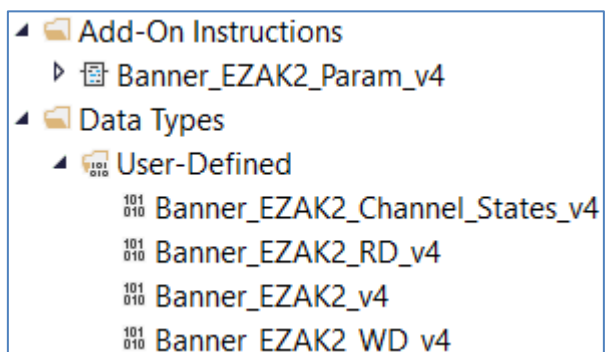 Add-On Instructions
Banner_EZAK2_Param_v4
Data Types
User-Defined
Banner_EZAK2_Channel_States_v4
Banner_EZAK2_RD_v4
Banner_EZAK2_v4
Banner_EZAK2_WD_v4